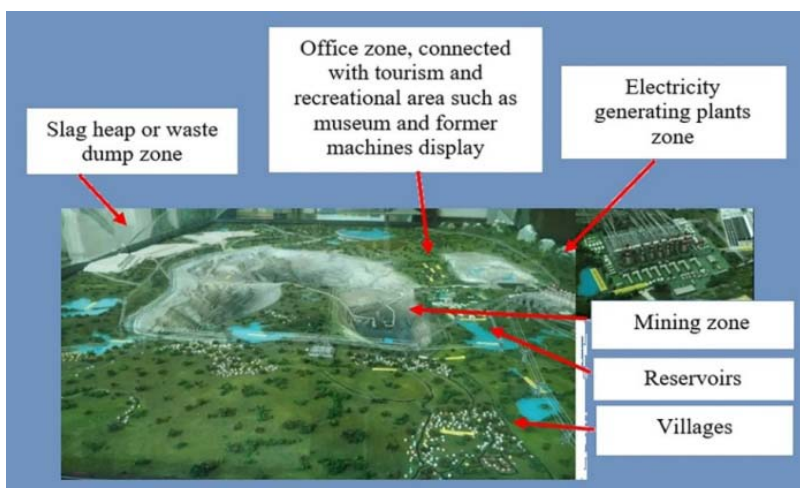 Office zone, connected
with tourism and
recreational area such as
museum and former
machines display
Electricity
generating plants
zone
Slag heap or waste
dump zone
Mining zone
Reservoirs
Villages